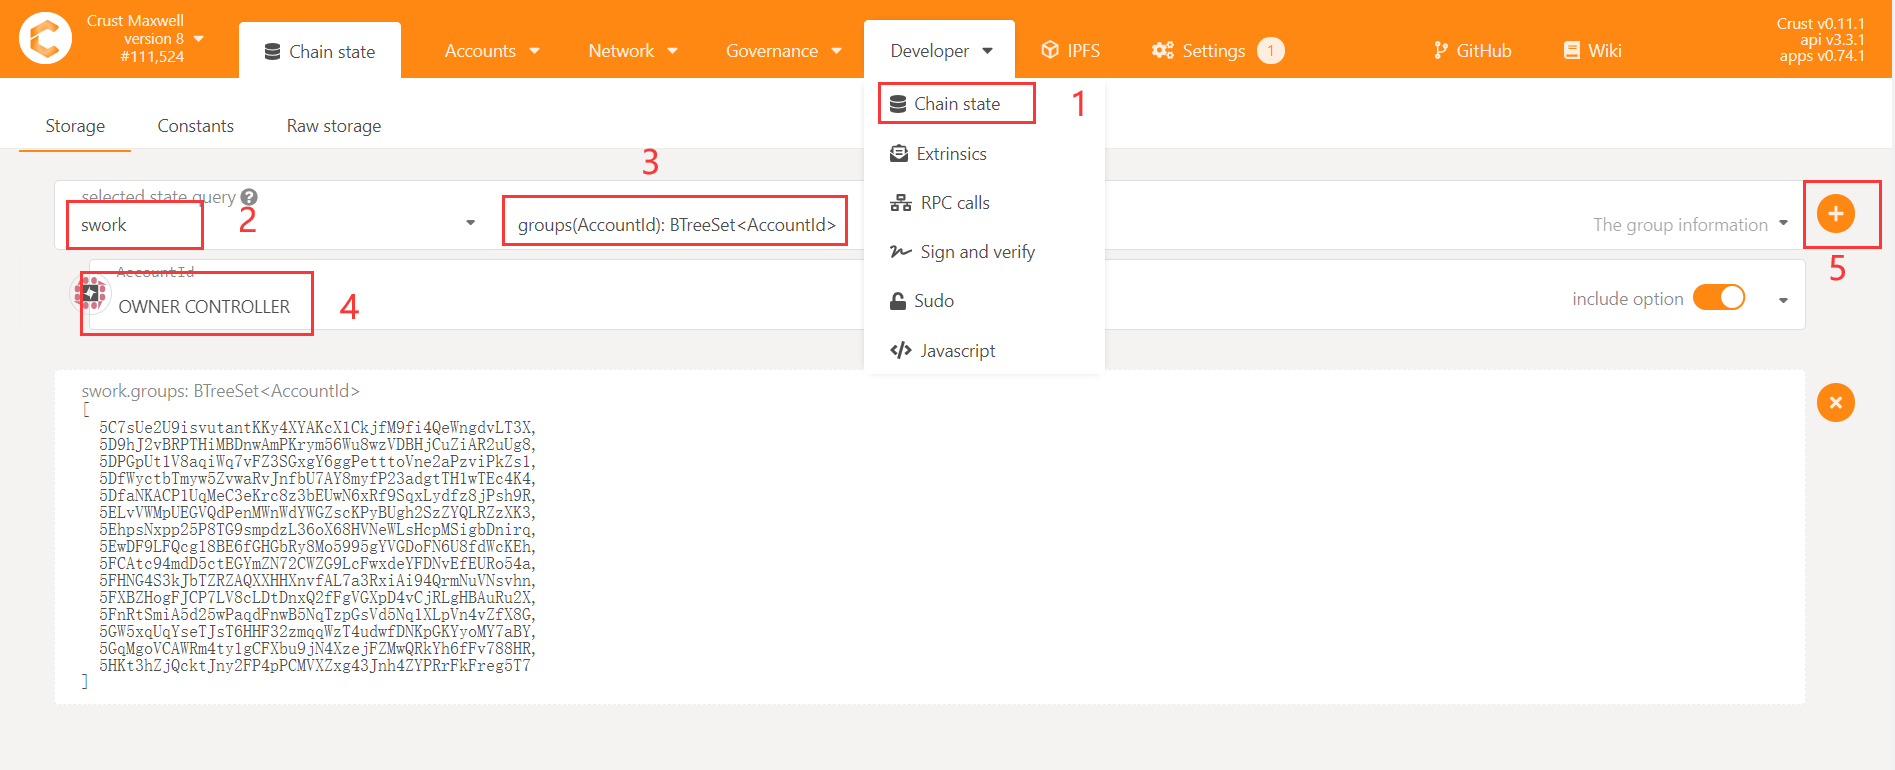 Crust Maxwell
version 8
#111,524
Chain state
Accounts
Network
Governance
Developer
IPFS
Settings 1
GitHub
Wiki
Crust v0.11.1
api v3.3.1
apps v0.74.1
Storage
Constants
Raw storage
Chain state
1
Extrinsics
RPC calls
Sign and verify
Sudo
Javascript
3
selected state query
swork
2
groups(AccountId): BTreeSet<AccountId>
The group information
5
AccountId
OWNER CONTROLLER
4
include option
swork.groups: BTreeSet<AccountId>
[
5C7sUe2U9isvutantKKy4XYAKcX1CkjfM9fi4QeWngdvLT3X,
5D9hJ2vBRPTHiMBDnwAmPKrym56Wu8wzVDBHjCuZiAR2uUg8,
5DPGpUt1V8aqiWq7vFZ3SGxgY6ggPetttoVne2aPzviPkZs1,
5DfWyctbTmyw5ZvwaRvJnfbU7AY8myfP23adgtTH1wTEc4K4,
5DfaNKACP1UqMeC3eKrc8z3bEUwN6xRf9SqxLydfz8jPsh9R,
5ELvVWMpUEGVQdPenMWnWdYWGZscKPyBUgh2SzZYQLRZzXK3,
5EhpsNxpp25P8TG9smpdzL36oX68HVNeWLsHcpMSigbDnirq,
5EwDF9LFQcg18BE6fGHGbRy8Mo5995gYVGDoFN6U8fdWcKEh,
5FCAtc94mdD5ctEGYmZN72CWZG9LcFwxdeYFDNvEfEURo54a,
5FHNG4S3kJbTZRZAQXXHHXnvfAL7a3RxiAi94QrmNuVNsvhn,
5FXBZHogFJCP7LV8cLDtDnxQ2fFgVGXpD4vCjRLgHBAuRu2X,
5FnRtSmiA5d25wPaqdFnwB5NqTzpGsVd5Nq1XLpVn4vZfX8G,
5GW5xqUqYseTJsT6HHF32zmqqWzT4udwfDNKpGKYyoMY7aBY,
5GqMgoVCAWRm4ty1gCFXbu9jN4XzejFZMwQRkYh6fFv788HR,
5HKt3hZjQcktJny2FP4pPCMVXZxg43Jnh4ZYPRrFkFreg5T7
]